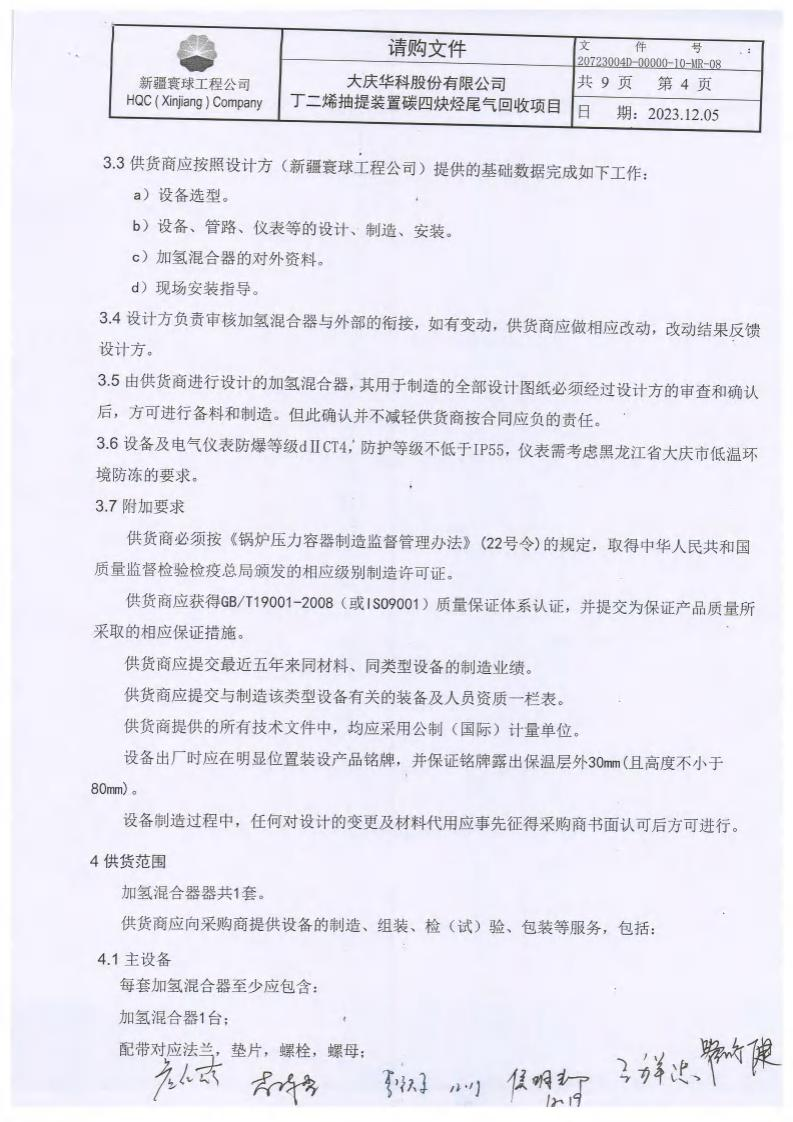 新疆寰球工程公司
HQC ( Xinjiang ) Company
请购文件
大庆华科股份有限公司
丁二烯抽提装置碳四炔烃尾气回收项目
文 件 号 :
20723004D-00000-10-MR-08
共 9 页 第 4 页
日 期: 2023.12.05
3.3 供货商应按照设计方（新疆寰球工程公司）提供的基础数据完成如下工作：
a）设备选型。
b）设备、管路、仪表等的设计、制造、安装。
c）加氢混合器的对外资料。
d）现场安装指导。
3.4 设计方负责审核加氢混合器与外部的衔接，如有变动，供货商应做相应改动，改动结果反馈
设计方。
3.5 由供货商进行设计的加氢混合器，其用于制造的全部设计图纸必须经过设计方的审查和确认
后，方可进行备料和制造。但此确认并不减轻供货商按合同应负的责任。
3.6 设备及电气仪表防爆等级dⅡCT4，防护等级不低于IP55，仪表需考虑黑龙江省大庆市低温环
境防冻的要求。
3.7 附加要求
供货商必须按《锅炉压力容器制造监督管理办法》(22号令)的规定，取得中华人民共和国
质量监督检验检疫总局颁发的相应级别制造许可证。
供货商应获得GB/T19001-2008（或ISO9001）质量保证体系认证，并提交为保证产品质量所
采取的相应保证措施。
供货商应提交最近五年来同材料、同类型设备的制造业绩。
供货商应提交与制造该类型设备有关的装备及人员资质一栏表。
供货商提供的所有技术文件中，均应采用公制（国际）计量单位。
设备出厂时应在明显位置装设产品铭牌，并保证铭牌露出保温层外30mm(且高度不小于
80mm)。
设备制造过程中，任何对设计的变更及材料代用应事先征得采购商书面认可后方可进行。
4 供货范围
加氢混合器器共1套。
供货商应向采购商提供设备的制造、组装、检（试）验、包装等服务，包括：
4.1 主设备
每套加氢混合器至少应包含：
加氢混合器1台；
配带对应法兰，垫片，螺栓，螺母；
12.19